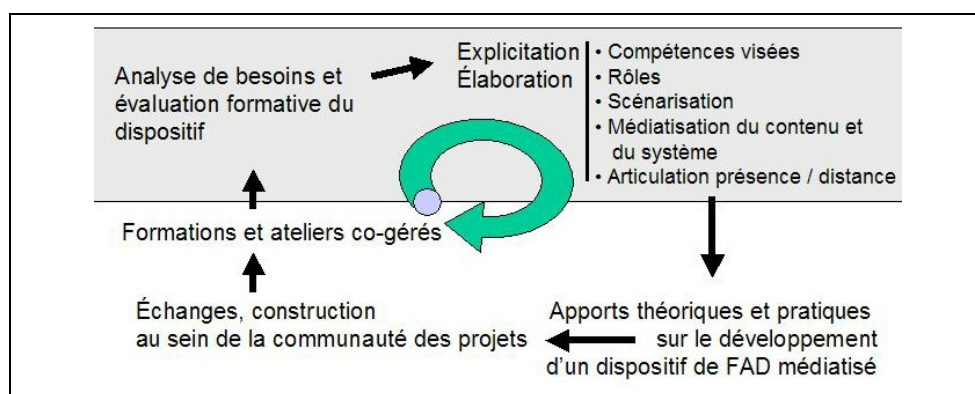 Analyse de besoins et
évaluation formative du
dispositif
Explicitation
Élaboration
• Compétences visées
• Rôles
• Scénarisation
• Médiatisation du contenu et
du système
• Articulation présence / distance
Formations et ateliers co-gérés
Échanges, construction
au sein de la communauté des projets
Apports théoriques et pratiques
sur le développement
d'un dispositif de FAD médiatisé